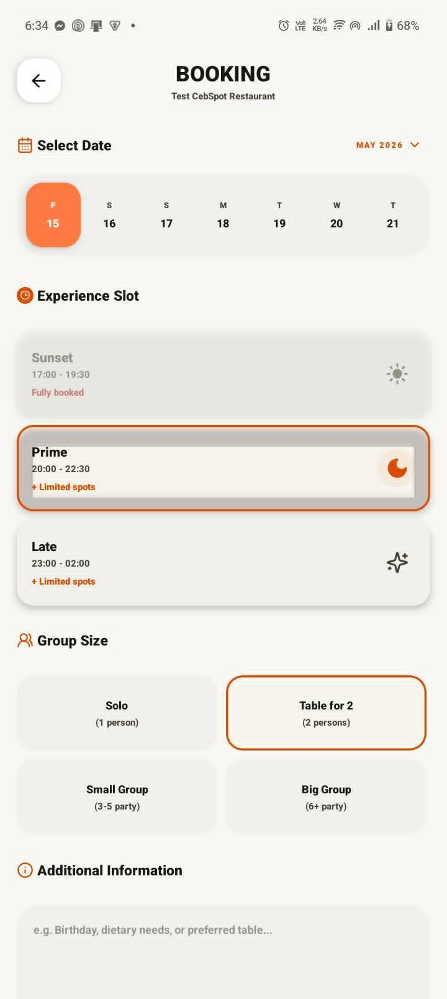 6:34
Vo))
LTE
2.64
KB/s
68%
BOOKING
Test CebSpot Restaurant
Select Date
MAY 2026
F S S M T W T
15 16 17 18 19 20 21
Experience Slot
Sunset
17:00 - 19:30
Fully booked
Prime
20:00 - 22:30
+ Limited spots
Late
23:00 - 02:00
+ Limited spots
Group Size
Solo
(1 person)
Table for 2
(2 persons)
Small Group
(3-5 party)
Big Group
(6+ party)
Additional Information
e.g. Birthday, dietary needs, or preferred table...